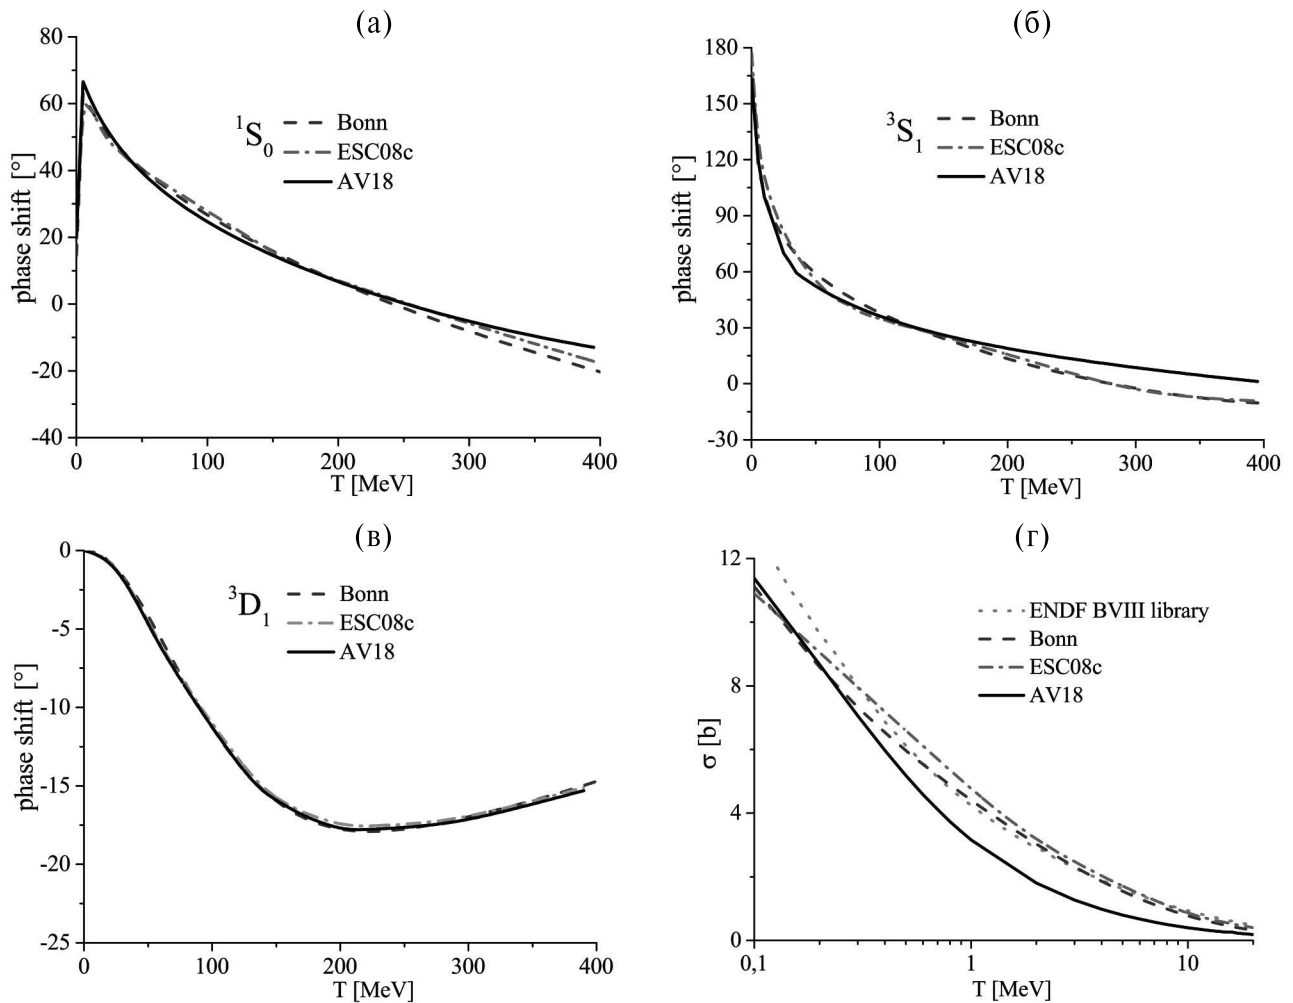 (а)
80
60
40
20
0
-20
-40
phase shift [°]
¹S₀
Bonn
ESC08c
AV18
0
100
200
300
400
T [MeV]
(б)
180
150
120
90
60
30
0
-30
phase shift [°]
³S₁
Bonn
ESC08c
AV18
0
100
200
300
400
T [MeV]
(в)
0
-5
-10
-15
-20
-25
phase shift [°]
³D₁
Bonn
ESC08c
AV18
0
100
200
300
400
T [MeV]
(г)
12
8
4
0
σ [b]
ENDF BVIII library
Bonn
ESC08c
AV18
0,1
1
10
T [MeV]